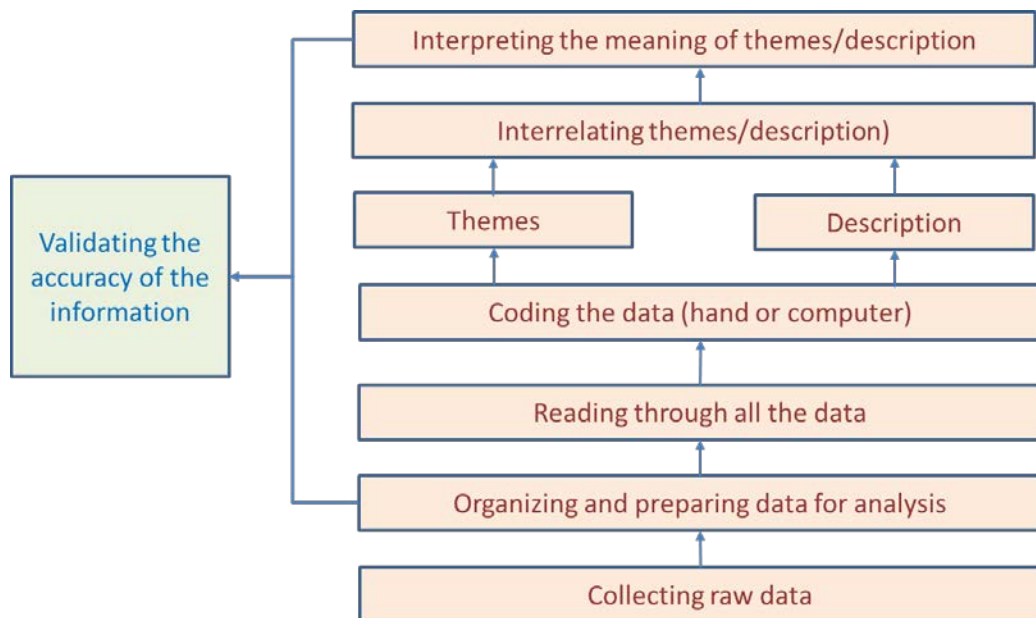 Interpreting the meaning of themes/description
Interrelating themes/description)
Themes
Description
Validating the
accuracy of the
information
Coding the data (hand or computer)
Reading through all the data
Organizing and preparing data for analysis
Collecting raw data